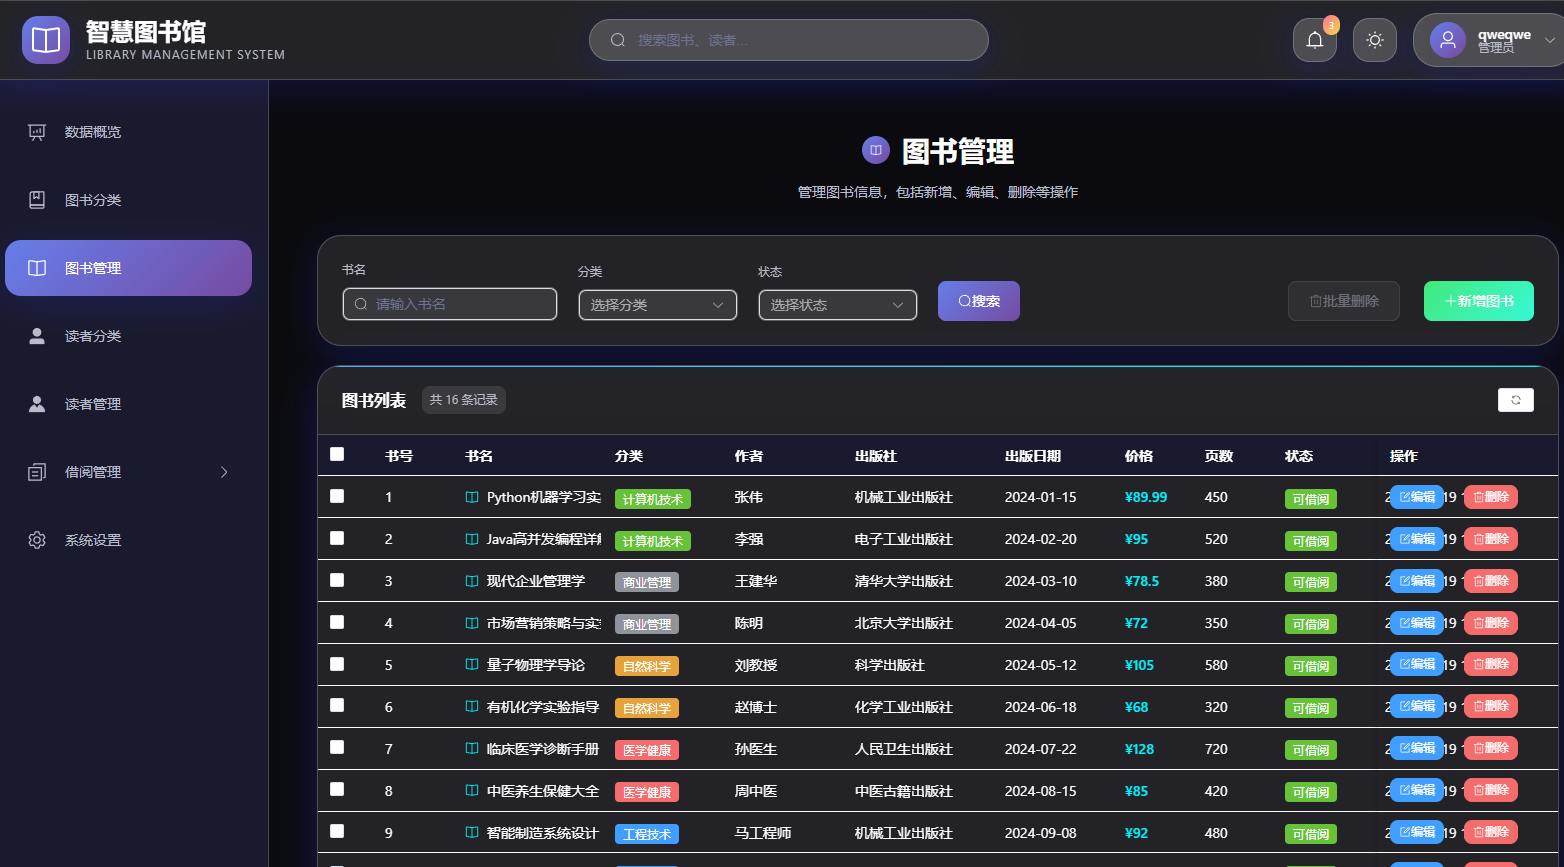 智慧图书馆
LIBRARY MANAGEMENT SYSTEM
搜索图书、读者...
3
qweqwe
管理员
数据概览
图书分类
图书管理
读者分类
读者管理
借阅管理
系统设置
图书管理
管理图书信息，包括新增、编辑、删除等操作
书名 分类 状态
请输入书名 选择分类 选择状态 搜索 批量删除 新增图书
图书列表 共 16 条记录
书号 书名 分类 作者 出版社 出版日期 价格 页数 状态 操作
1 Python机器学习实 计算机技术 张伟 机械工业出版社 2024-01-15 ¥89.99 450 可借阅 2 编辑 19 删除
2 Java高并发编程详 计算机技术 李强 电子工业出版社 2024-02-20 ¥95 520 可借阅 2 编辑 19 删除
3 现代企业管理学 商业管理 王建华 清华大学出版社 2024-03-10 ¥78.5 380 可借阅 2 编辑 19 删除
4 市场营销策略与实 商业管理 陈明 北京大学出版社 2024-04-05 ¥72 350 可借阅 2 编辑 19 删除
5 量子物理学导论 自然科学 刘教授 科学出版社 2024-05-12 ¥105 580 可借阅 2 编辑 19 删除
6 有机化学实验指导 自然科学 赵博士 化学工业出版社 2024-06-18 ¥68 320 可借阅 2 编辑 19 删除
7 临床医学诊断手册 医学健康 孙医生 人民卫生出版社 2024-07-22 ¥128 720 可借阅 2 编辑 19 删除
8 中医养生保健大全 医学健康 周中医 中医古籍出版社 2024-08-15 ¥85 420 可借阅 2 编辑 19 删除
9 智能制造系统设计 工程技术 马工程师 机械工业出版社 2024-09-08 ¥92 480 可借阅 2 编辑 19 删除